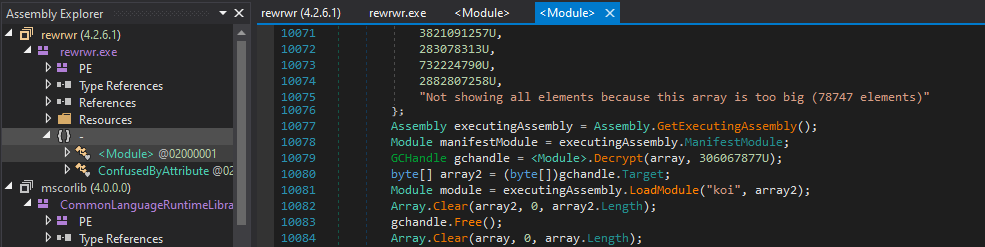 Assembly Explorer
rewrwr (4.2.6.1)
rewrwr.exe
PE
Type References
References
Resources
{ } -
<Module> @02000001
ConfusedByAttribute @02
mscorlib (4.0.0.0)
CommonLanguageRuntimeLibra
PE
Type References
rewrwr (4.2.6.1) rewrwr.exe <Module> <Module> X
10071 3821091257U,
10072 283078313U,
10073 732224790U,
10074 2882807258U,
10075 "Not showing all elements because this array is too big (78747 elements)"
10076 };
10077 Assembly executingAssembly = Assembly.GetExecutingAssembly();
10078 Module manifestModule = executingAssembly.ManifestModule;
10079 GCHandle gchandle = <Module>.Decrypt(array, 306067877U);
10080 byte[] array2 = (byte[])gchandle.Target;
10081 Module module = executingAssembly.LoadModule("koi", array2);
10082 Array.Clear(array2, 0, array2.Length);
10083 gchandle.Free();
10084 Array.Clear(array, 0, array.Length);